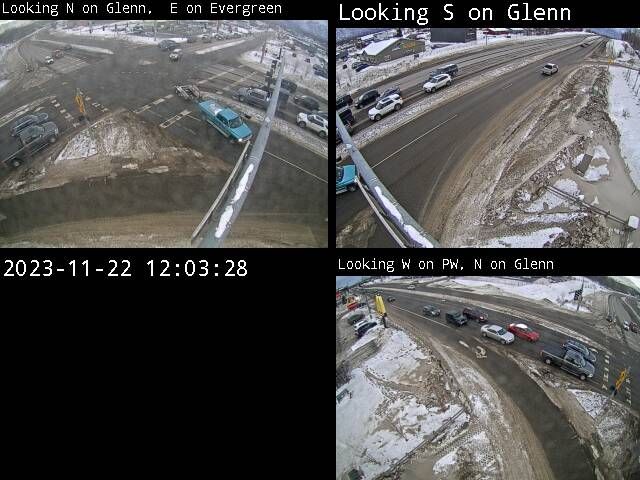 Looking N on Glenn,  E on Evergreen
Looking S on Glenn
2023-11-22 12:03:28
Looking W on PW, N on Glenn